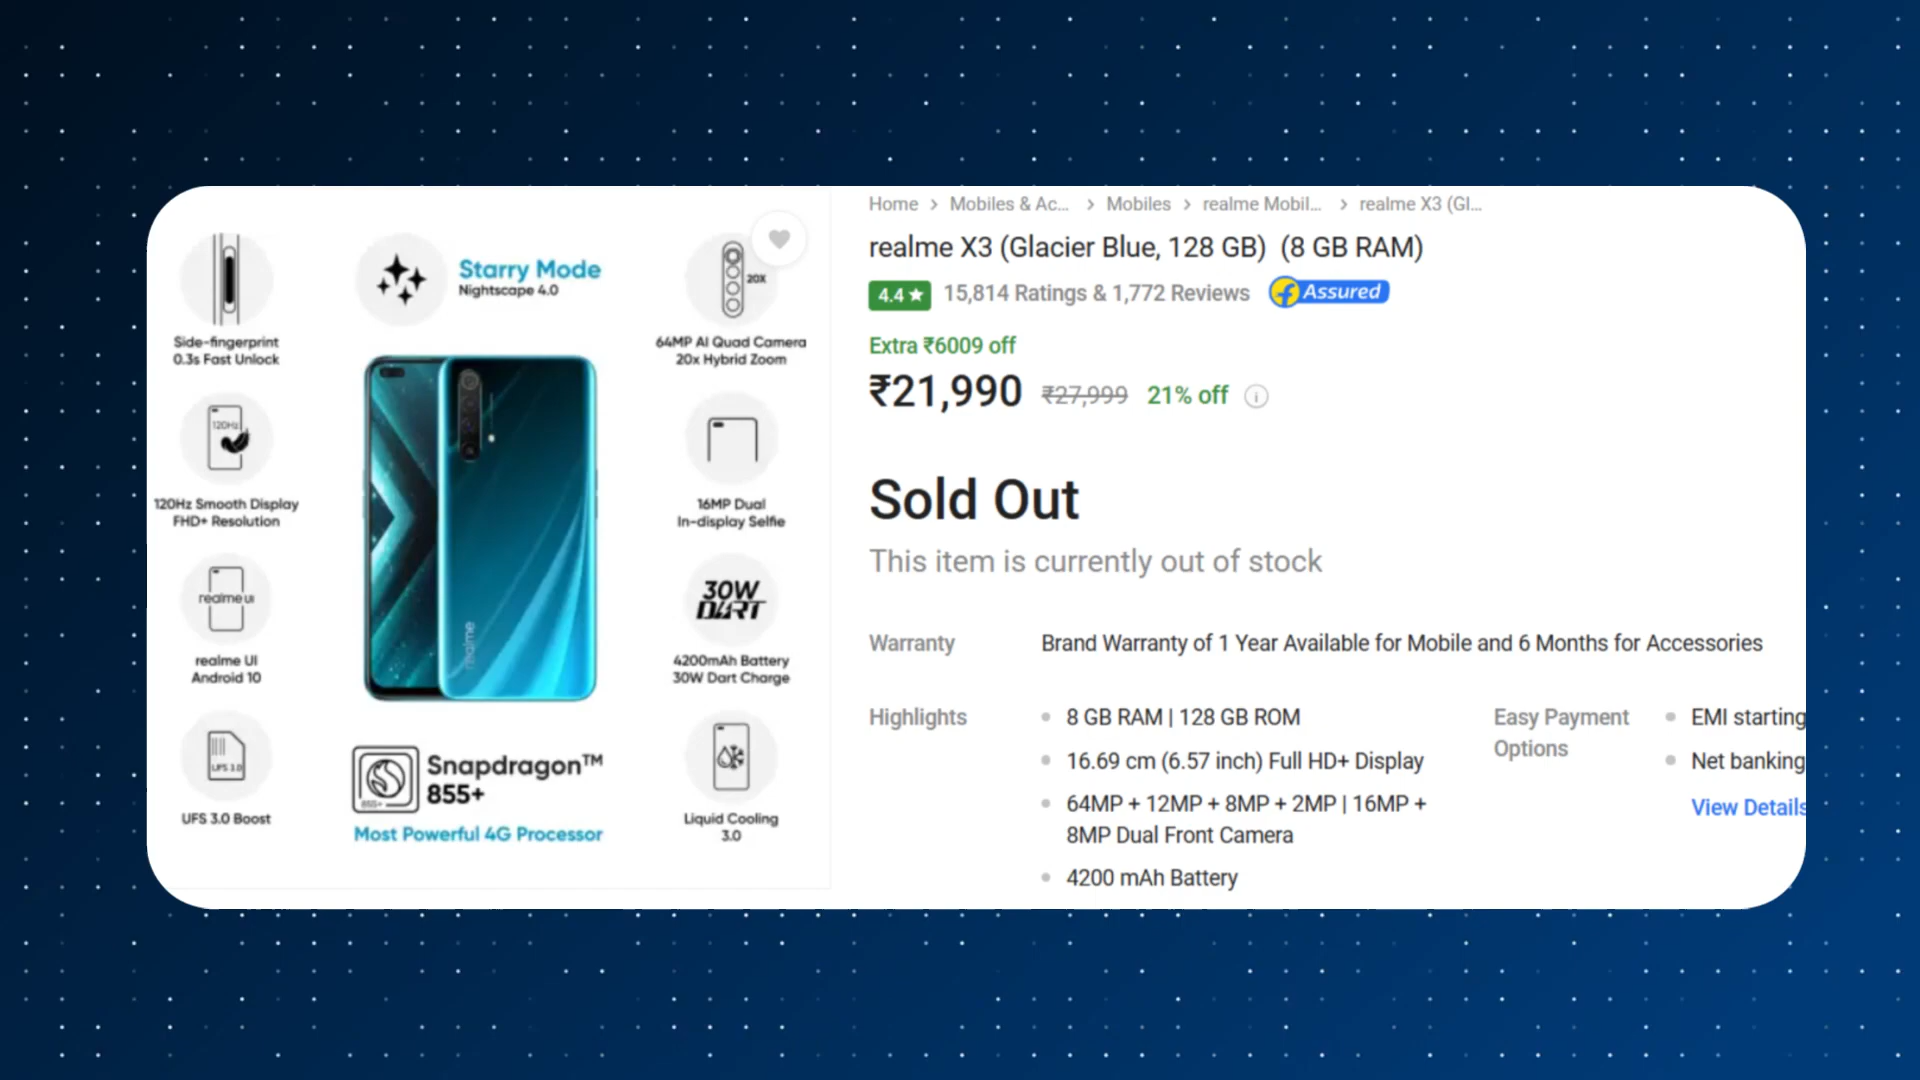 Home > Mobiles & Ac... > Mobiles > realme Mobil... > realme X3 (Gl...
realme X3 (Glacier Blue, 128 GB) (8 GB RAM)
4.4 ★ 15,814 Ratings & 1,772 Reviews Assured
Extra ₹6009 off
₹21,990 ₹27,999 21% off
Sold Out
This item is currently out of stock
Warranty Brand Warranty of 1 Year Available for Mobile and 6 Months for Accessories
Highlights
• 8 GB RAM | 128 GB ROM
• 16.69 cm (6.57 inch) Full HD+ Display
• 64MP + 12MP + 8MP + 2MP | 16MP +
8MP Dual Front Camera
• 4200 mAh Battery
Easy Payment
Options
• EMI starting
• Net banking
View Details
Side-fingerprint
0.3s Fast Unlock
120Hz
120Hz Smooth Display
FHD+ Resolution
realme UI
realme UI
Android 10
UFS 3.0
UFS 3.0 Boost
Starry Mode
Nightscape 4.0
realme
855+
Snapdragon™
855+
Most Powerful 4G Processor
20X
64MP AI Quad Camera
20x Hybrid Zoom
16MP Dual
In-display Selfie
30W
DART
4200mAh Battery
30W Dart Charge
Liquid Cooling
3.0